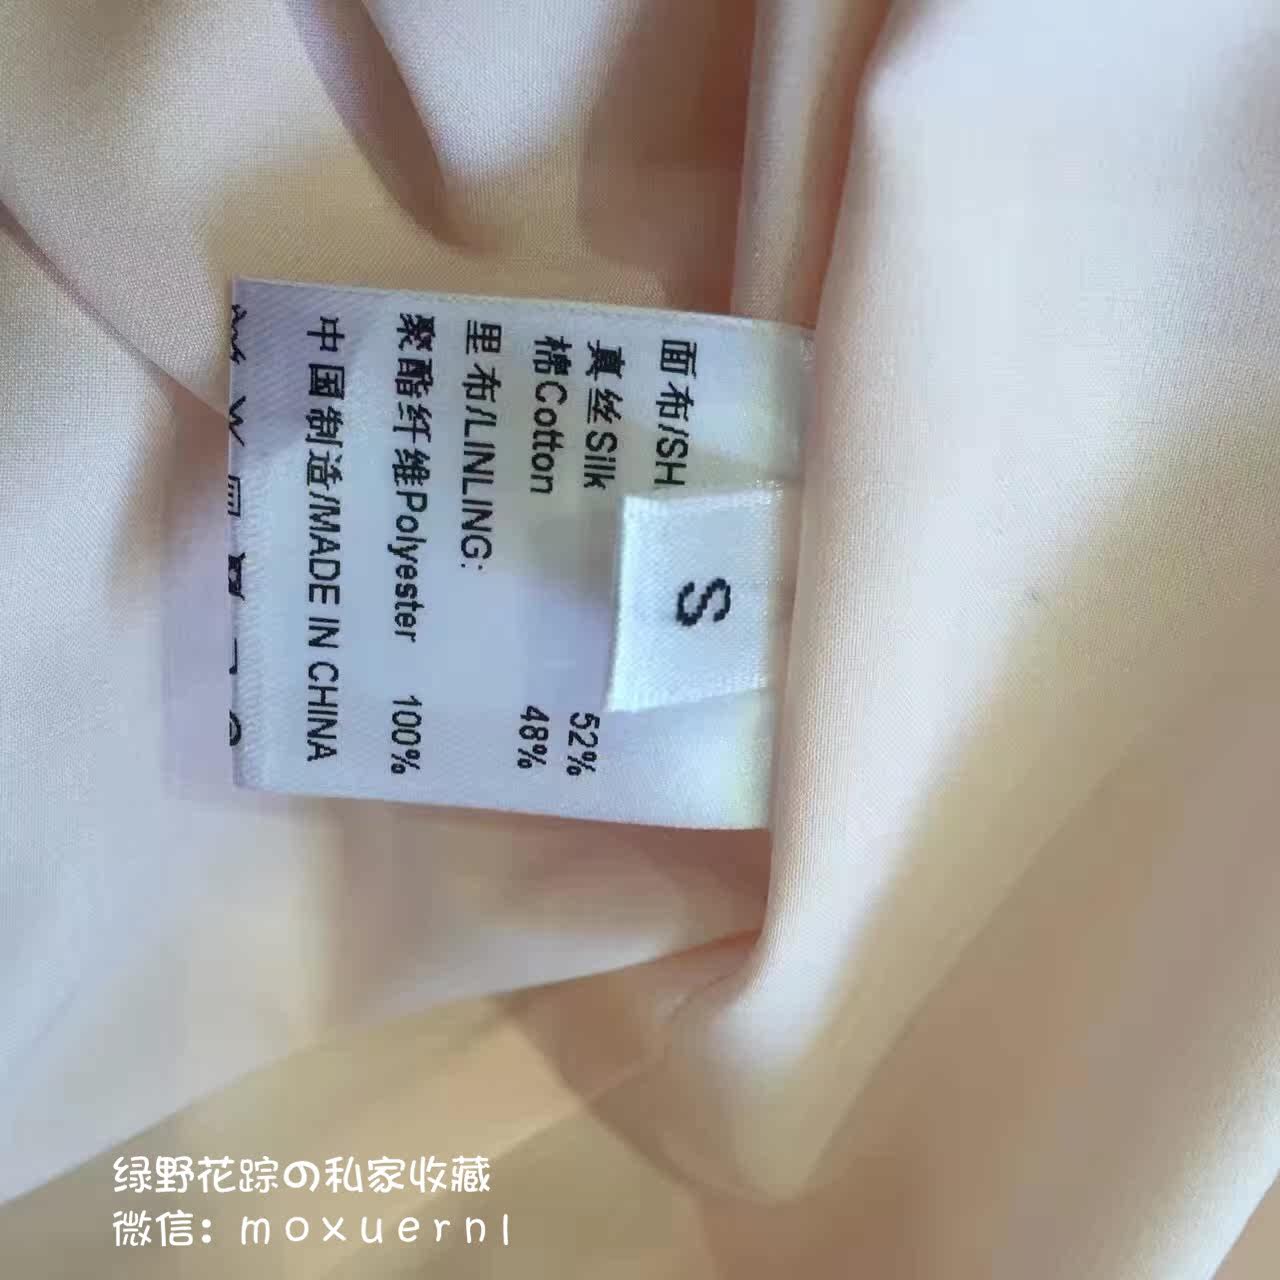 面布/SH
真丝Silk 52%
棉Cotton 48%
里布/LINLING:
聚酯纤维Polyester 100%
中国制造/MADE IN CHINA
S
绿野花踪の私家收藏
微信：moxuernl